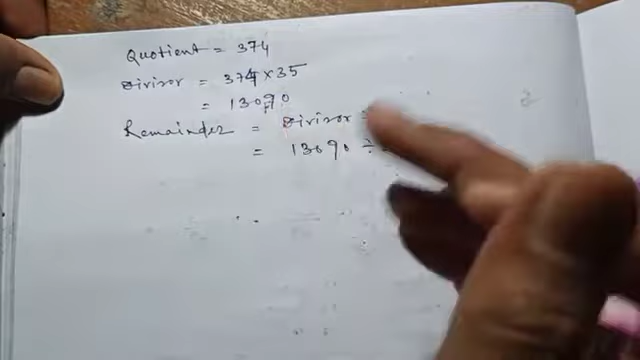 Quotient = 374
Divisor = 374 × 35
= 13090
Remainder = Divisor
= 13090 ÷